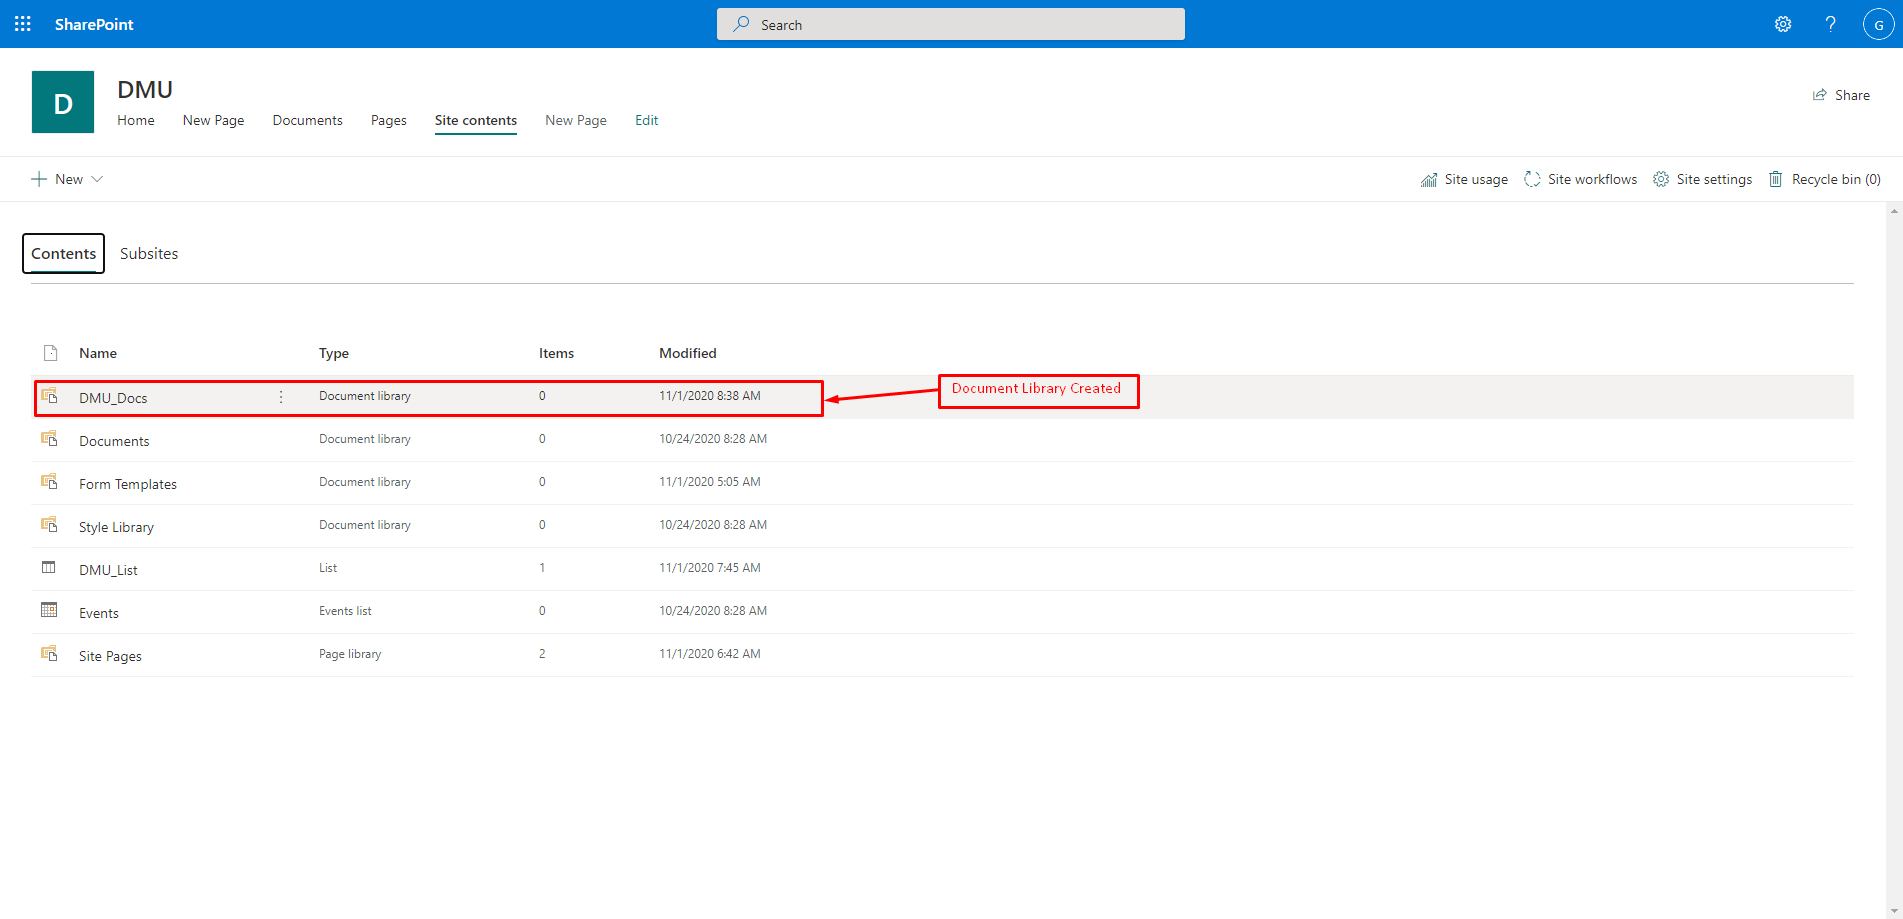 SharePoint
Search
G
D
DMU
Share
Home New Page Documents Pages Site contents New Page Edit
New
Site usage Site workflows Site settings Recycle bin (0)
Contents Subsites
Name Type Items Modified
DMU_Docs Document library 0 11/1/2020 8:38 AM
Document Library Created
Documents Document library 0 10/24/2020 8:28 AM
Form Templates Document library 0 11/1/2020 5:05 AM
Style Library Document library 0 10/24/2020 8:28 AM
DMU_List List 1 11/1/2020 7:45 AM
Events Events list 0 10/24/2020 8:28 AM
Site Pages Page library 2 11/1/2020 6:42 AM